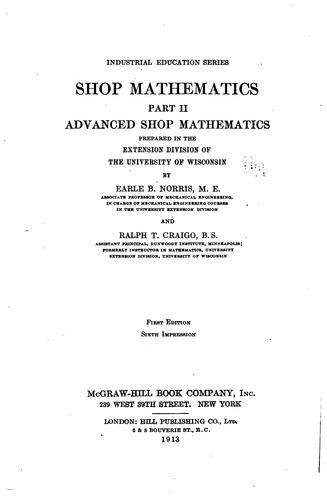 INDUSTRIAL EDUCATION SERIES
SHOP MATHEMATICS
PART II
ADVANCED SHOP MATHEMATICS
PREPARED IN THE
EXTENSION DIVISION OF
THE UNIVERSITY OF WISCONSIN
BY
EARLE B. NORRIS, M. E.
ASSOCIATE PROFESSOR OF MECHANICAL ENGINEERING,
IN CHARGE OF MECHANICAL ENGINEERING COURSES
IN THE UNIVERSITY EXTENSION DIVISION
AND
RALPH T. CRAIGO, B. S.
ASSISTANT PRINCIPAL, DUNWOODY INSTITUTE, MINNEAPOLIS;
FORMERLY INSTRUCTOR IN MATHEMATICS, UNIVERSITY
EXTENSION DIVISION, UNIVERSITY OF WISCONSIN
FIRST EDITION
SIXTH IMPRESSION
McGRAW-HILL BOOK COMPANY, INC.
239 WEST 39TH STREET. NEW YORK
LONDON: HILL PUBLISHING CO., LTD.
6 & 8 BOUVERIE ST., E. C.
1913